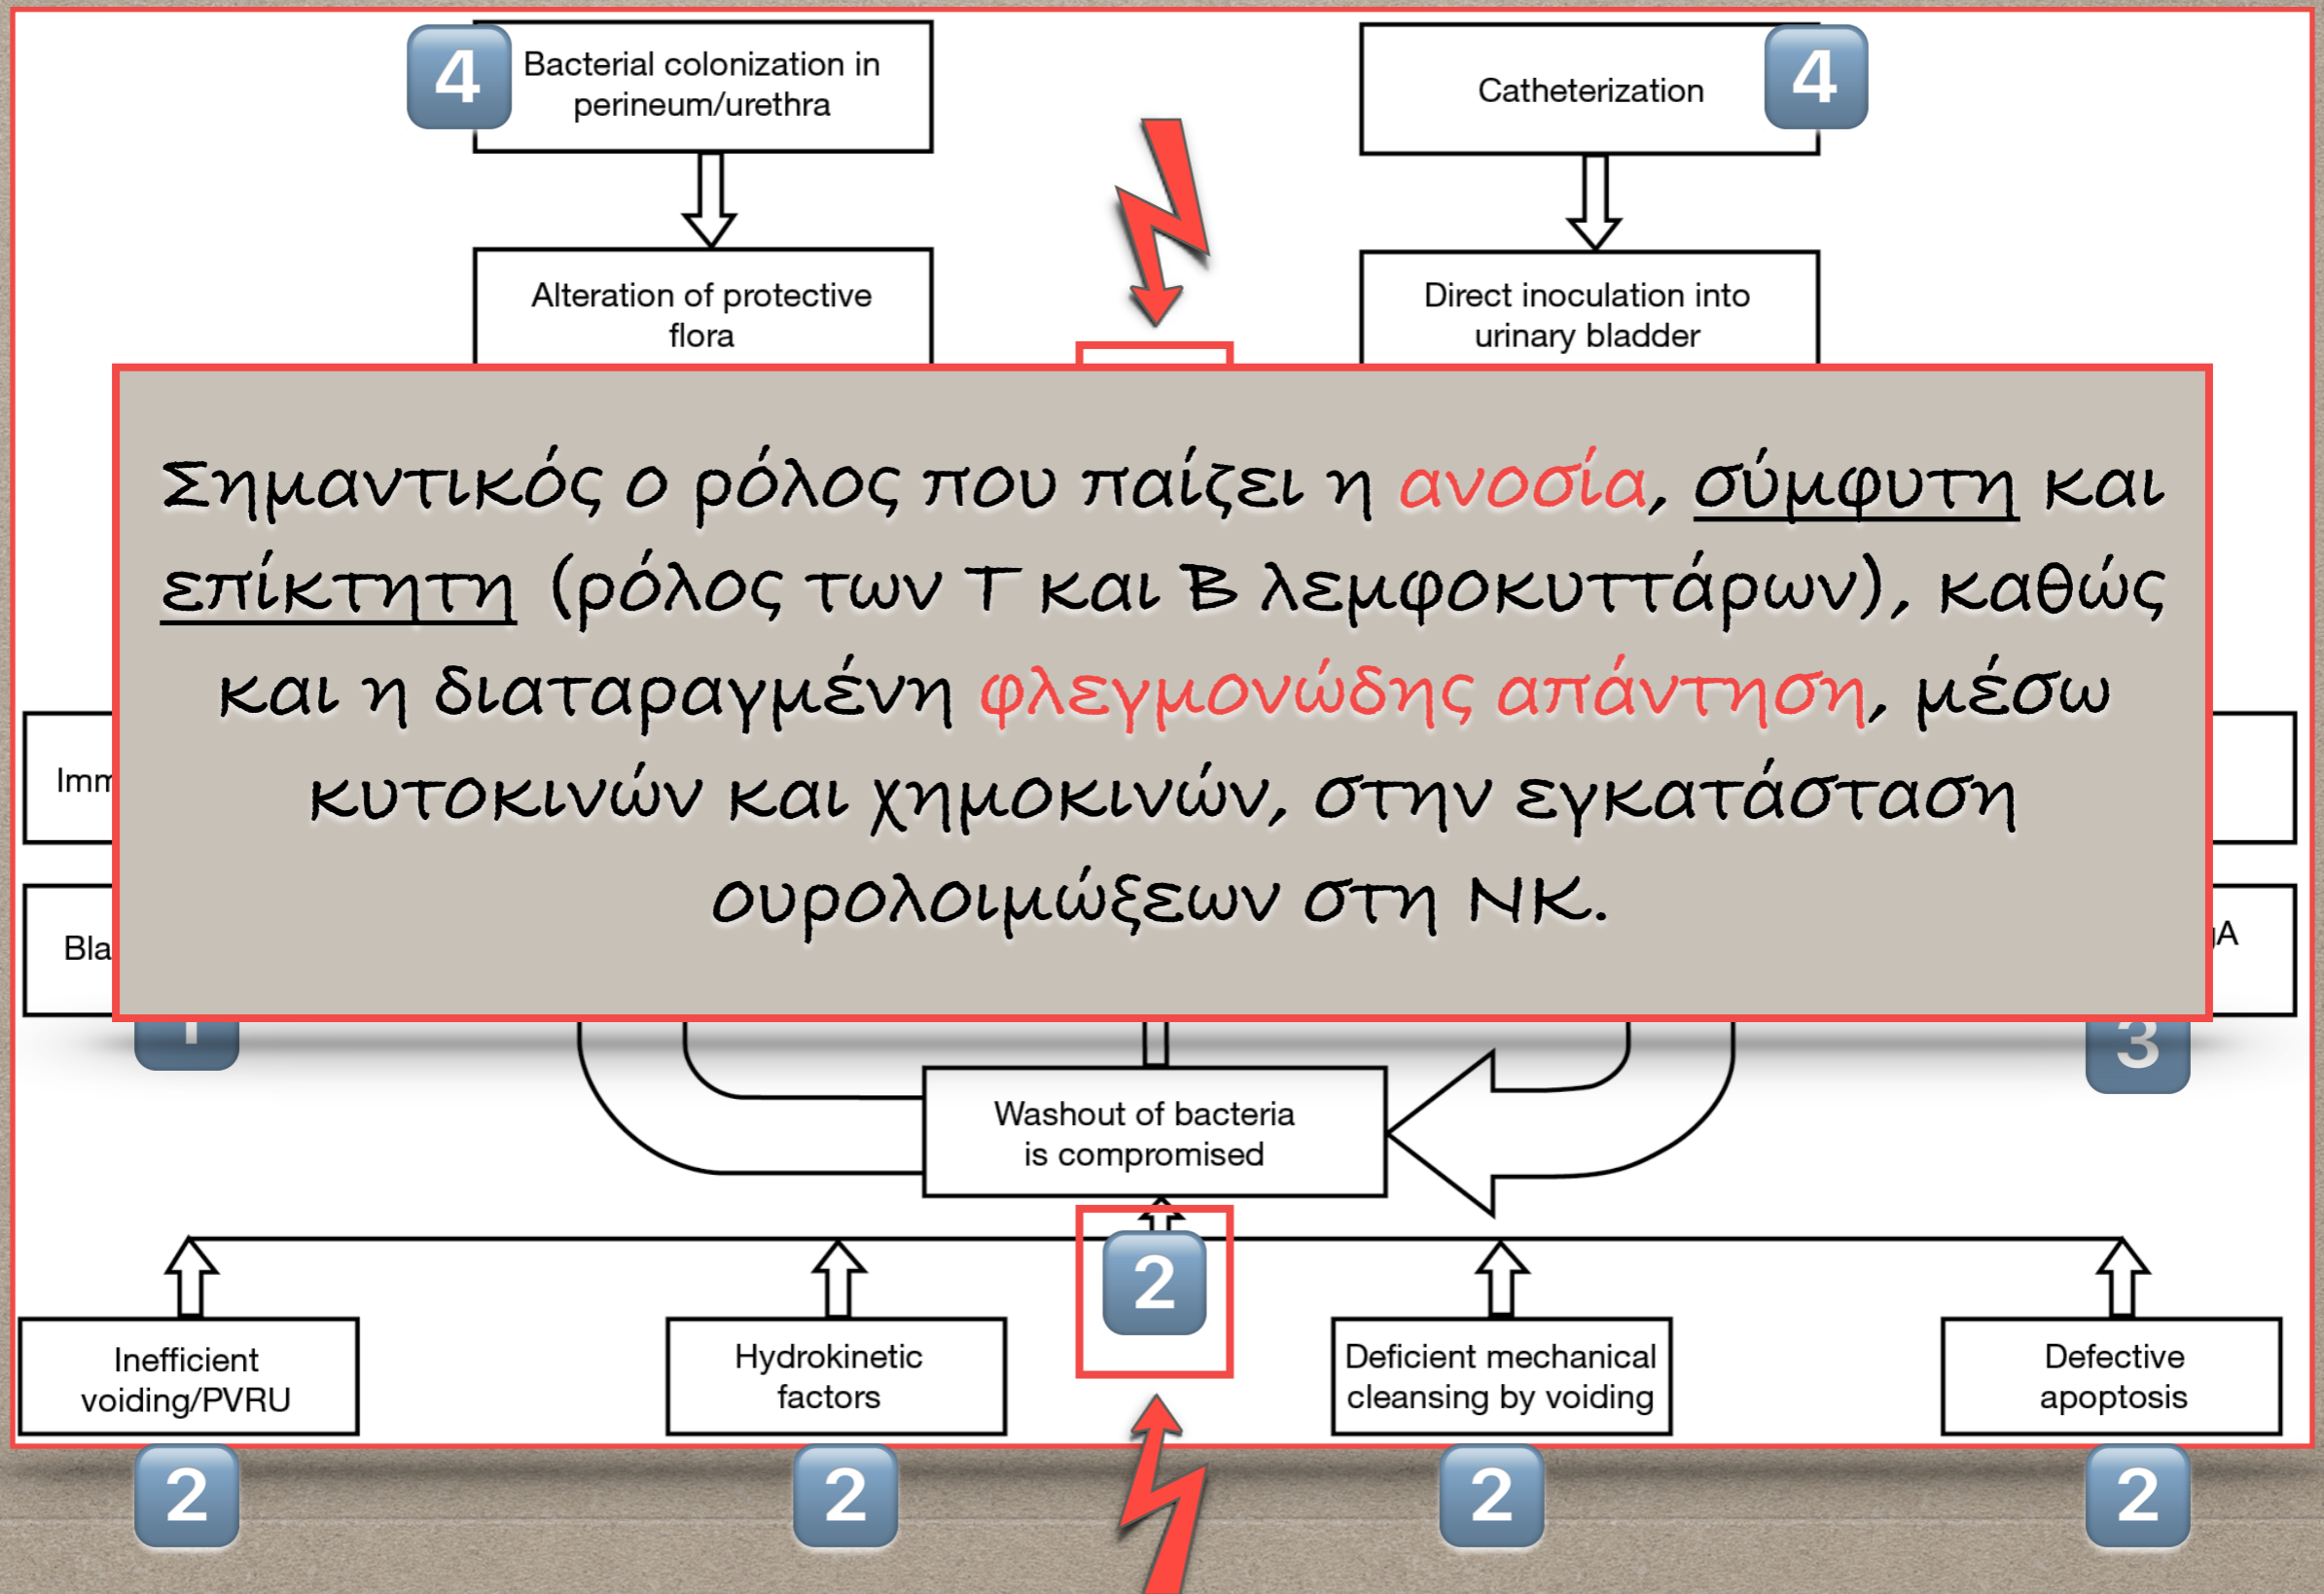 4
Bacterial colonization in
perineum/urethra
Catheterization
4
Alteration of protective
flora
Direct inoculation into
urinary bladder
Σημαντικός ο ρόλος που παίζει η ανοσία, σύμφυτη και
επίκτητη (ρόλος των Τ και Β λεμφοκυττάρων), καθώς
και η διαταραγμένη φλεγμονώδης απάντηση, μέσω
κυτοκινών και χημοκινών, στην εγκατάσταση
ουρολοιμώξεων στη ΝΚ.
3
Washout of bacteria
is compromised
2
Inefficient
voiding/PVRU
Hydrokinetic
factors
Deficient mechanical
cleansing by voiding
Defective
apoptosis
2
2
2
2